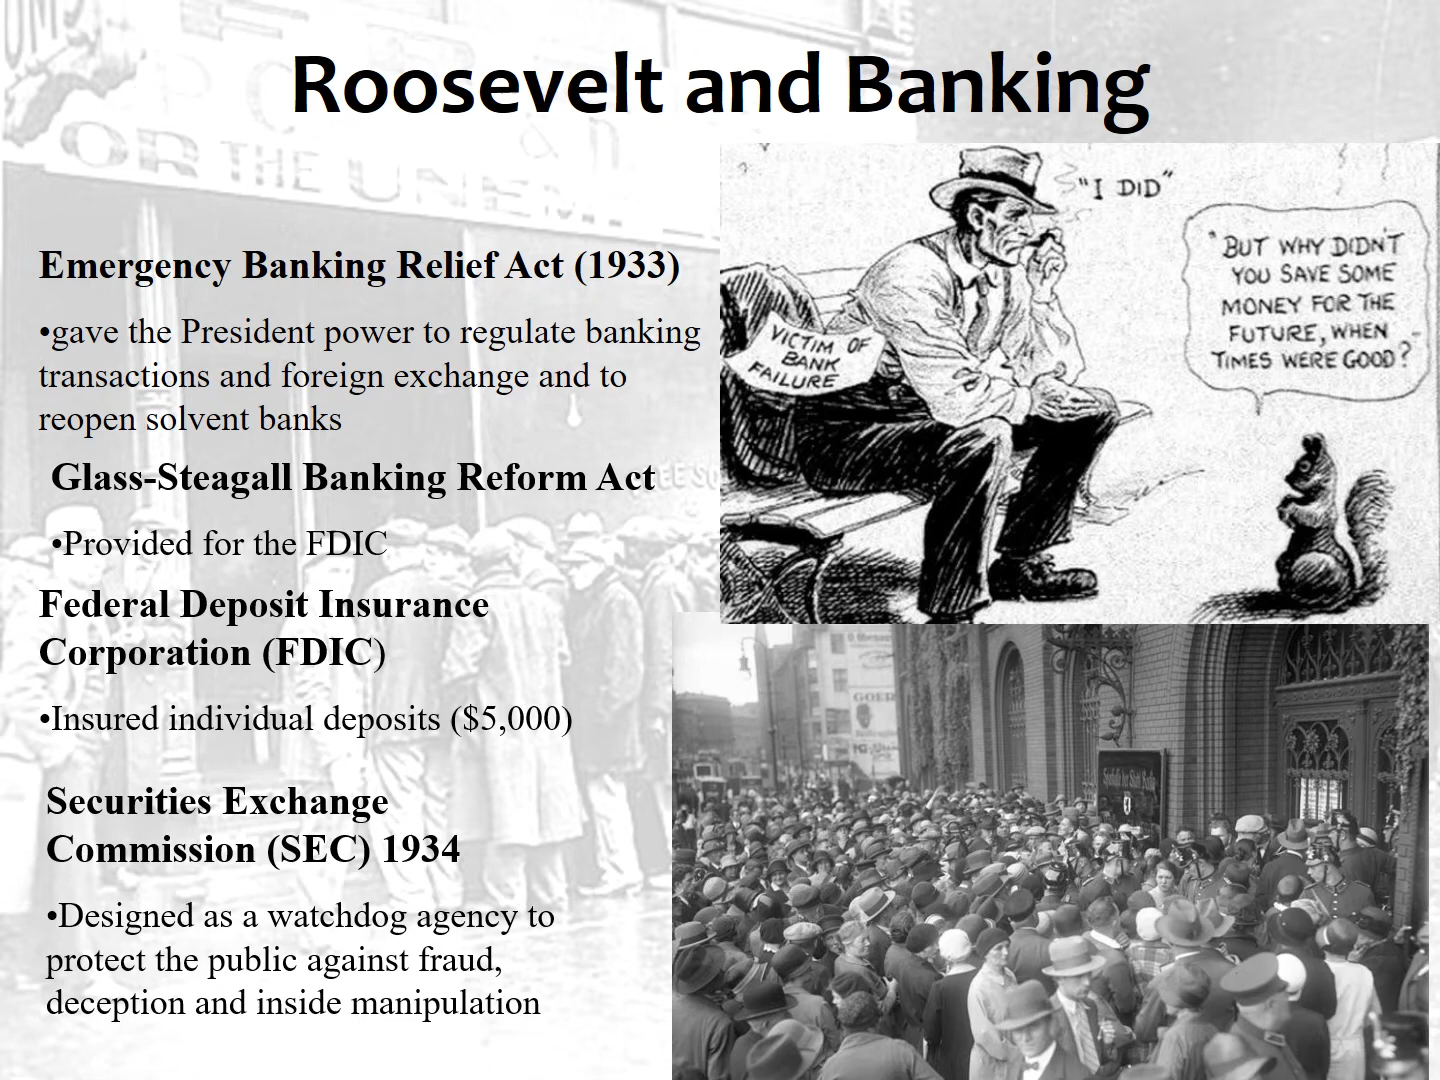 Roosevelt and Banking
OR THE UNEM
Emergency Banking Relief Act (1933)
•gave the President power to regulate banking
transactions and foreign exchange and to
reopen solvent banks
Glass-Steagall Banking Reform Act
•Provided for the FDIC
Federal Deposit Insurance
Corporation (FDIC)
•Insured individual deposits ($5,000)
Securities Exchange
Commission (SEC) 1934
•Designed as a watchdog agency to
protect the public against fraud,
deception and inside manipulation
"I DID"
"BUT WHY DIDN'T
YOU SAVE SOME
MONEY FOR THE
FUTURE, WHEN
TIMES WERE GOOD?
VICTIM OF
BANK
FAILURE
GOER